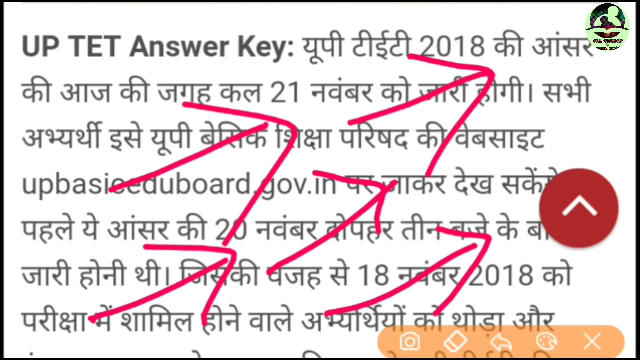 UP TET Answer Key: यूपी टीईटी 2018 की आंसर
की आज की जगह कल 21 नवंबर को जारी होगी। सभी
अभ्यर्थी इसे यूपी बेसिक शिक्षा परिषद की वेबसाइट
upbasiceduboard.gov.in पर जाकर देख सकेंगे
पहले ये आंसर की 20 नवंबर दोपहर तीन बजे के
जारी होनी थी। जिसकी वजह से 18 नवंबर 2018 को
परीक्षा में शामिल होने वाले अभ्यर्थियों को थोड़ा और